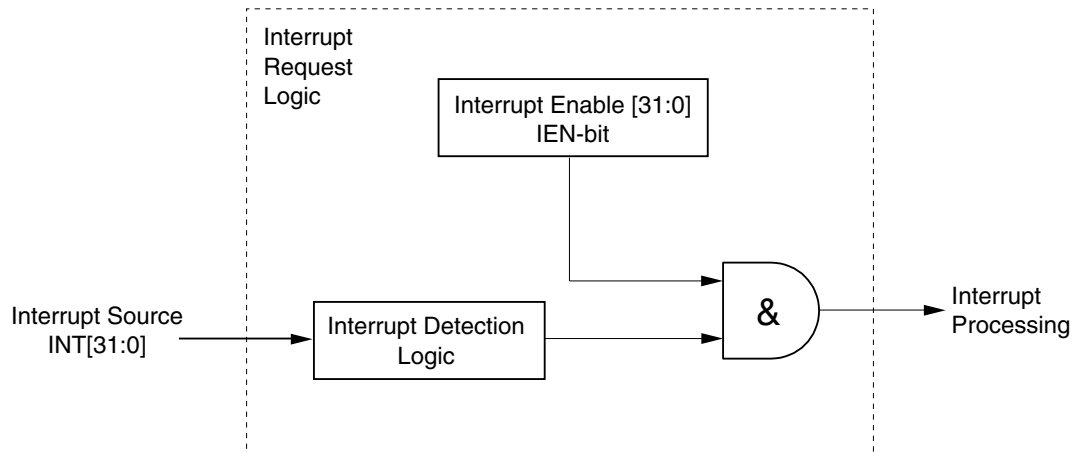 Interrupt
Request
Logic
Interrupt Enable [31:0]
IEN-bit
Interrupt Source
INT[31:0]
Interrupt Detection
Logic
&
Interrupt
Processing